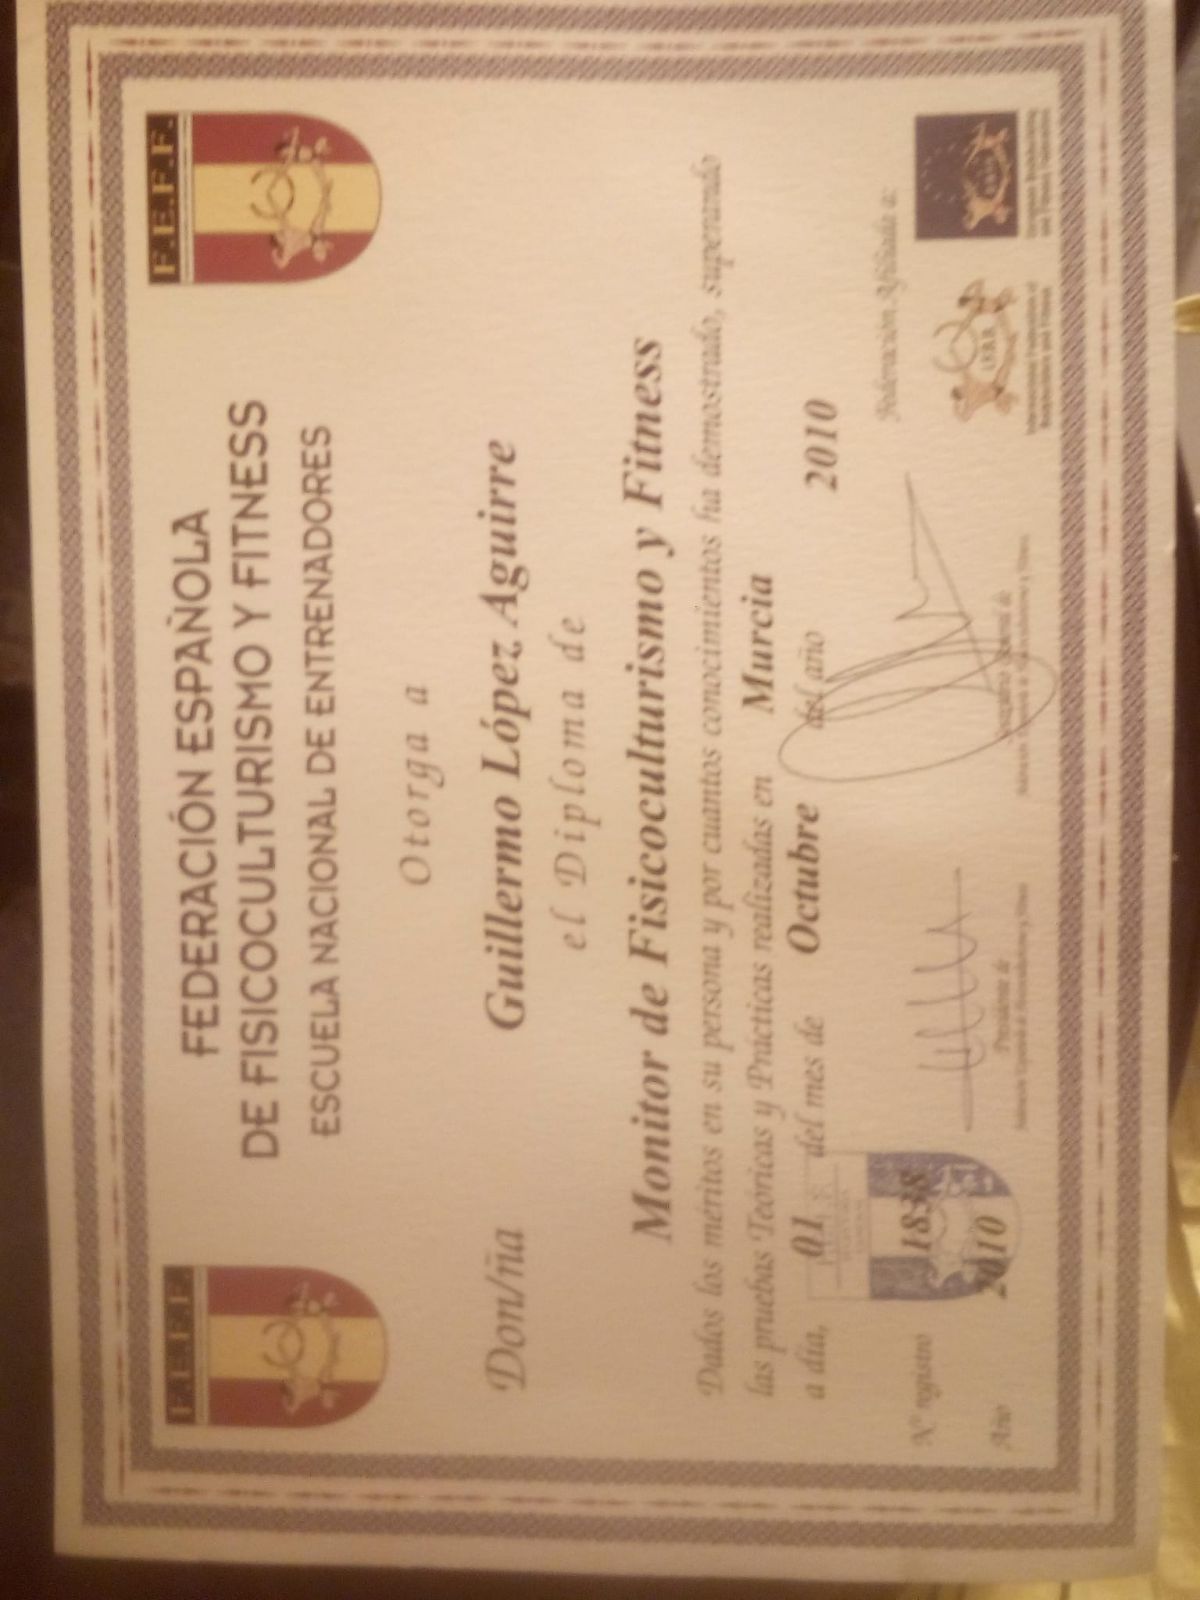 F.E.F.F.
F.E.F.F.
FEDERACIÓN ESPAÑOLA
DE FISICOCULTURISMO Y FITNESS
ESCUELA NACIONAL DE ENTRENADORES
Otorga a
Don/ña Guillermo López Aguirre
el Diploma de
Monitor de Fisicoculturismo y Fitness
Dados los méritos en su persona y por cuantos conocimientos ha demostrado, superando
las pruebas Teóricas y Prácticas realizadas en Murcia
a día, 01 del mes de Octubre del año 2010
Federación Afiliada a:
Nº registro 1838
Año 2010
Presidente de